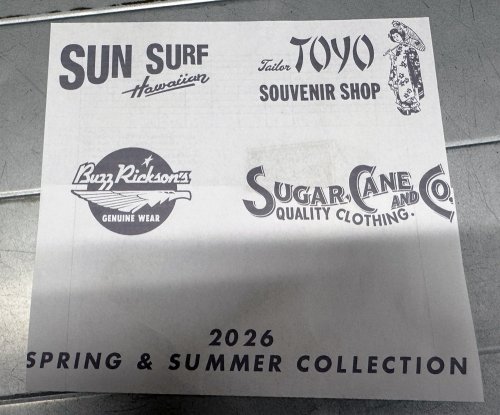 SUN SURF
Hawaiian
Tailor TOYO
SOUVENIR SHOP
Buzz Rickson's
GENUINE WEAR
SUGAR CANE AND CO.
QUALITY CLOTHING.
2026
SPRING & SUMMER COLLECTION